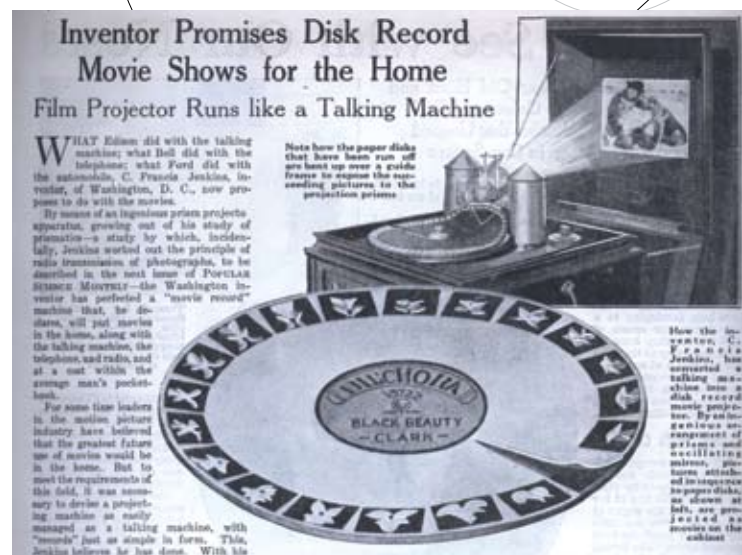 Inventor Promises Disk Record
Movie Shows for the Home
Film Projector Runs like a Talking Machine
WHAT Edison did with the talking
machine; what Bell did with the
telephone; what Ford did with
the automobile, C. Francis Jenkins, in-
ventor, of Washington, D. C., now pro-
poses to do with the movies.
By means of an ingenious prism projecto
apparatus, growing out of his study of
prismatics—a study by which, inciden-
tally, Jenkins worked out the principle of
radio transmission of photographs, to be
described in the next issue of POPULAR
SCIENCE MONTHLY—the Washington in-
ventor has perfected a "movie record"
machine that, he de-
clares, will put movies
in the home, along with
the talking machine, the
telephone, and radio, and
at a cost within the
average man's pocket-
book.
For some time leaders
in the motion picture
industry have believed
that the greatest future
use of movies would be
in the home. But to
meet the requirements of
this field, it was neces-
sary to devise a project-
ing machine as easily
managed as a talking machine, with
"records" just as simple in form. This,
Jenkins believes he has done. With his
Note how the paper disks
that have been run off
are bent up over a guide
frame to expose the suc-
ceeding pictures to the
projection prisms
BLACK BEAUTY
—CLARK—
How the in-
ventor, C.
Francis
Jenkins, has
converted a
talking ma-
chine into a
disk record
movie projec-
tor. By an in-
genious ar-
rangement of
prisms and
oscillating
mirror, pic-
tures attach-
ed in sequence
to paper disks,
as shown at
left, are pro-
jected as
movies on the
cabinet